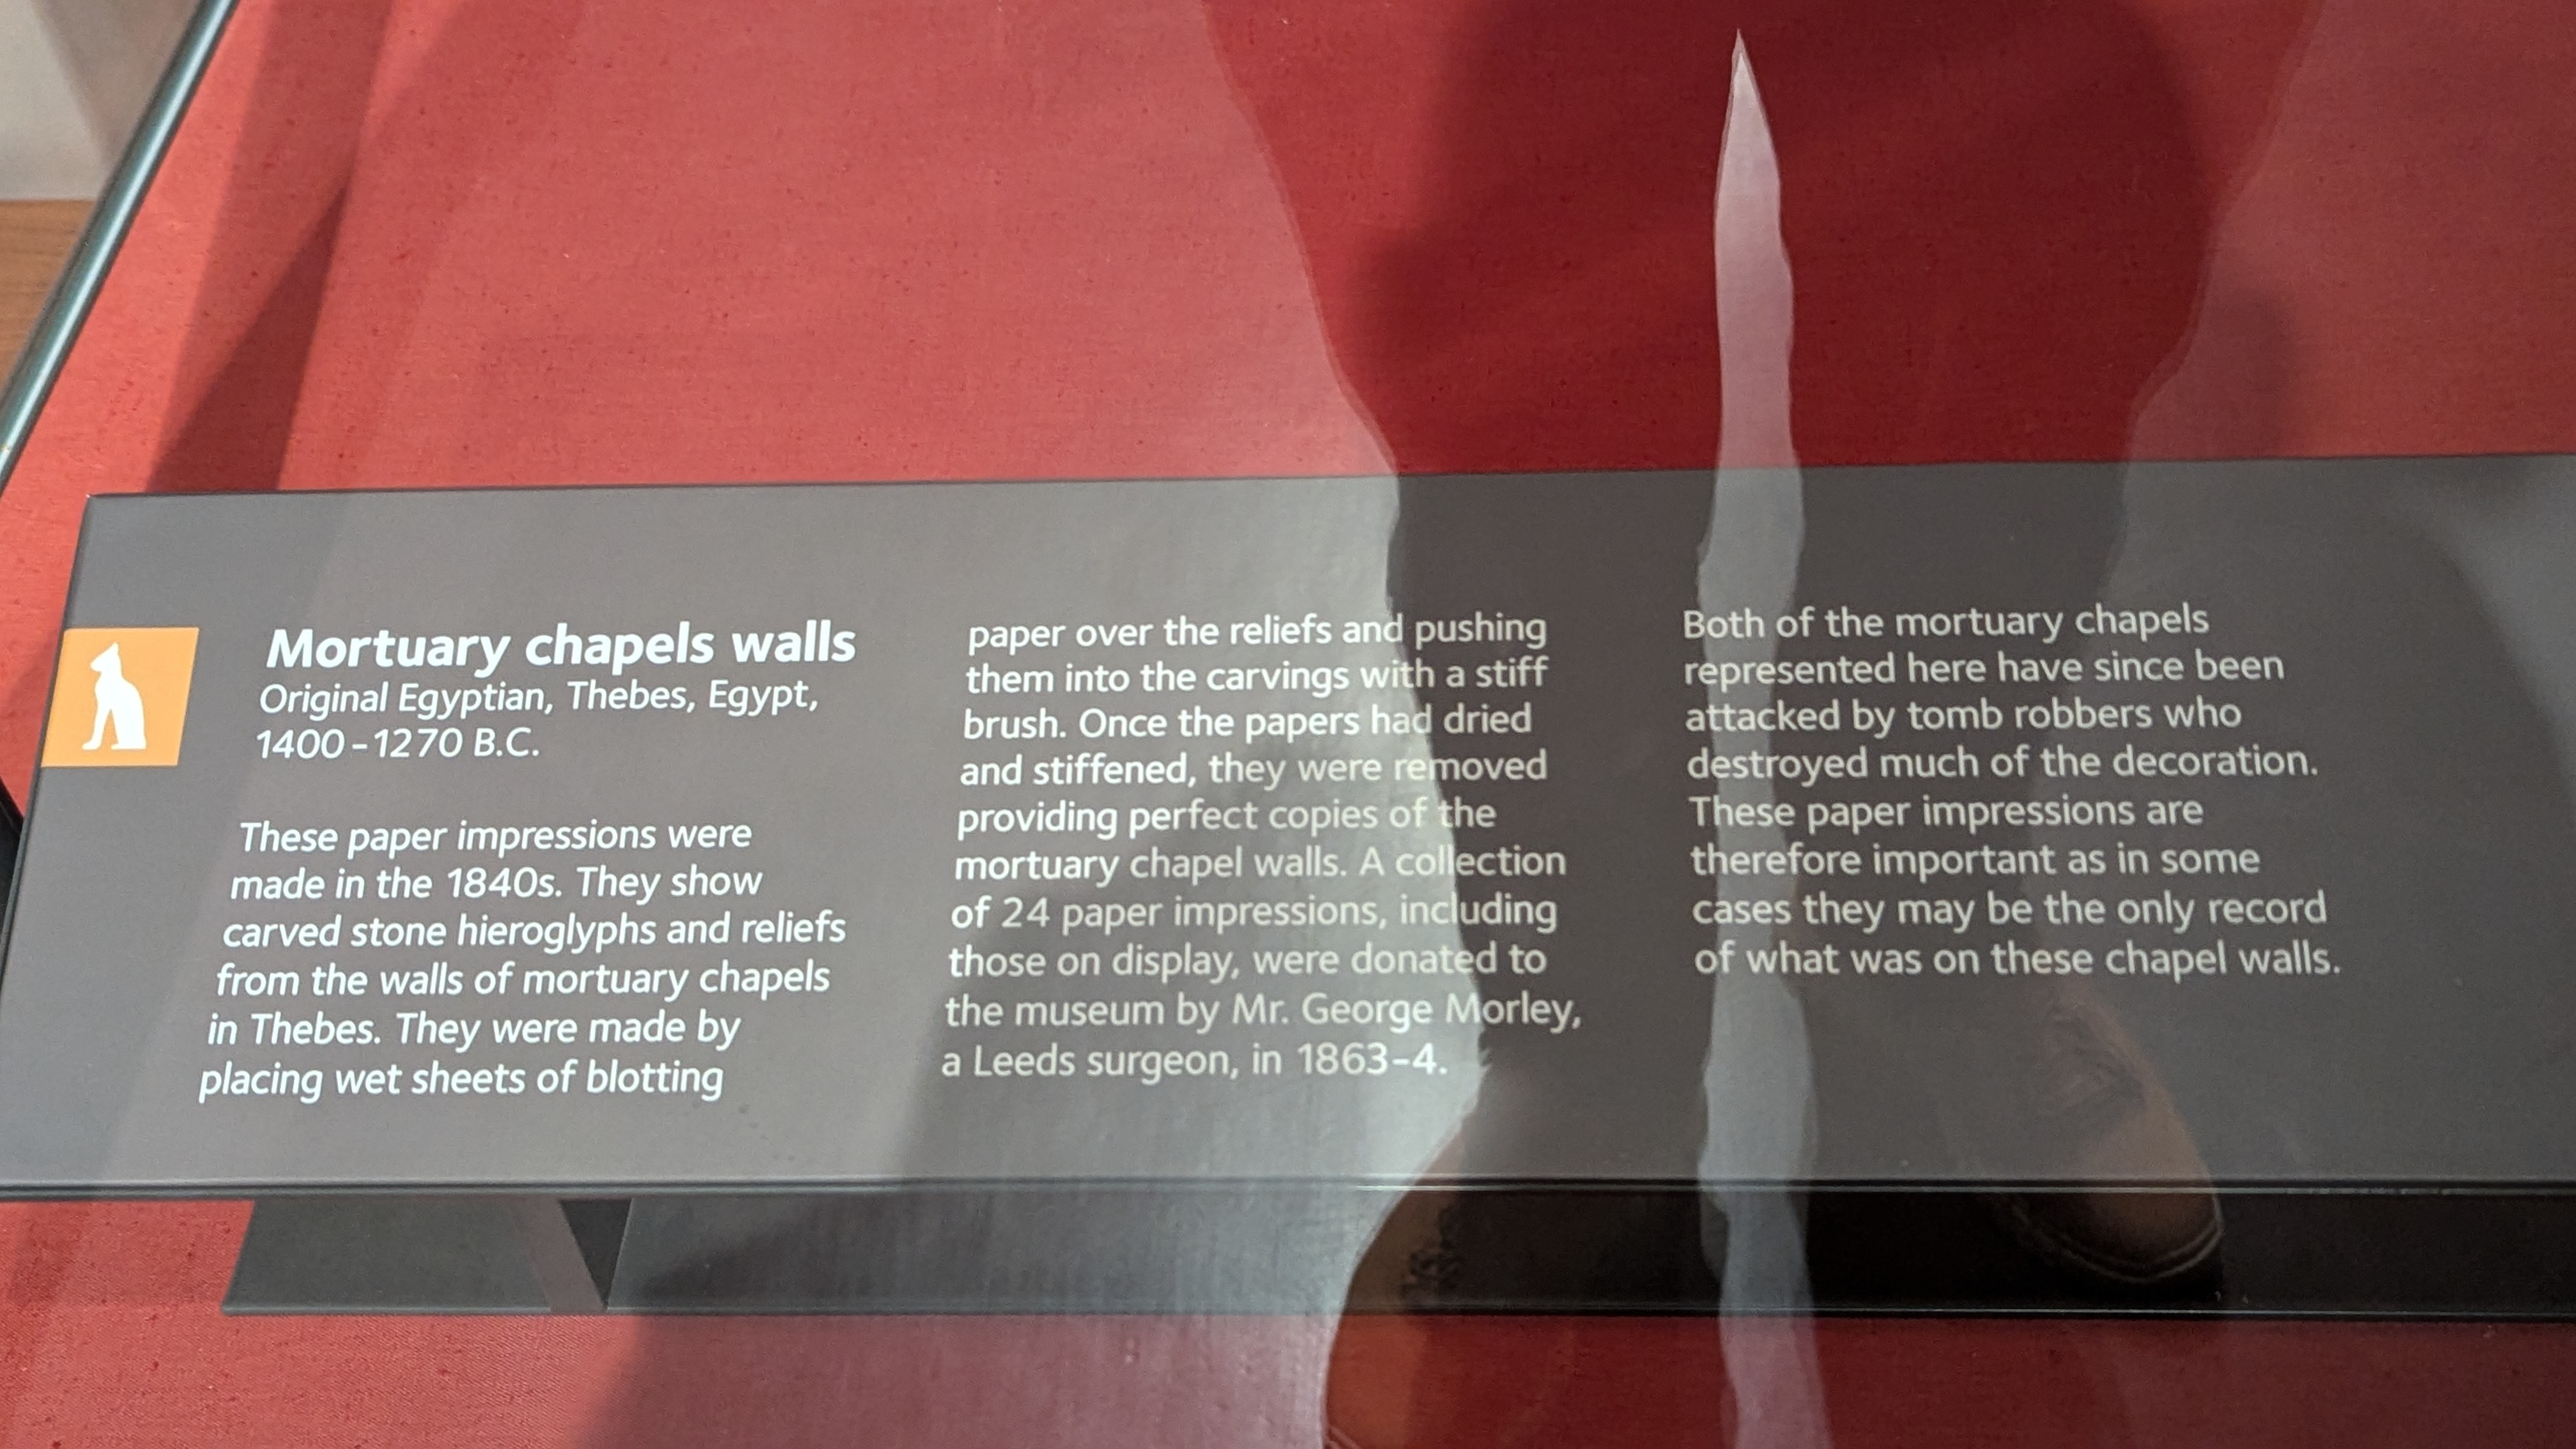 Mortuary chapels walls
Original Egyptian, Thebes, Egypt,
1400-1270 B.C.
These paper impressions were
made in the 1840s. They show
carved stone hieroglyphs and reliefs
from the walls of mortuary chapels
in Thebes. They were made by
placing wet sheets of blotting
paper over the reliefs and pushing
them into the carvings with a stiff
brush. Once the papers had dried
and stiffened, they were removed
providing perfect copies of the
mortuary chapel walls. A collection
of 24 paper impressions, including
those on display, were donated to
the museum by Mr. George Morley,
a Leeds surgeon, in 1863-4.
Both of the mortuary chapels
represented here have since been
attacked by tomb robbers who
destroyed much of the decoration.
These paper impressions are
therefore important as in some
cases they may be the only record
of what was on these chapel walls.